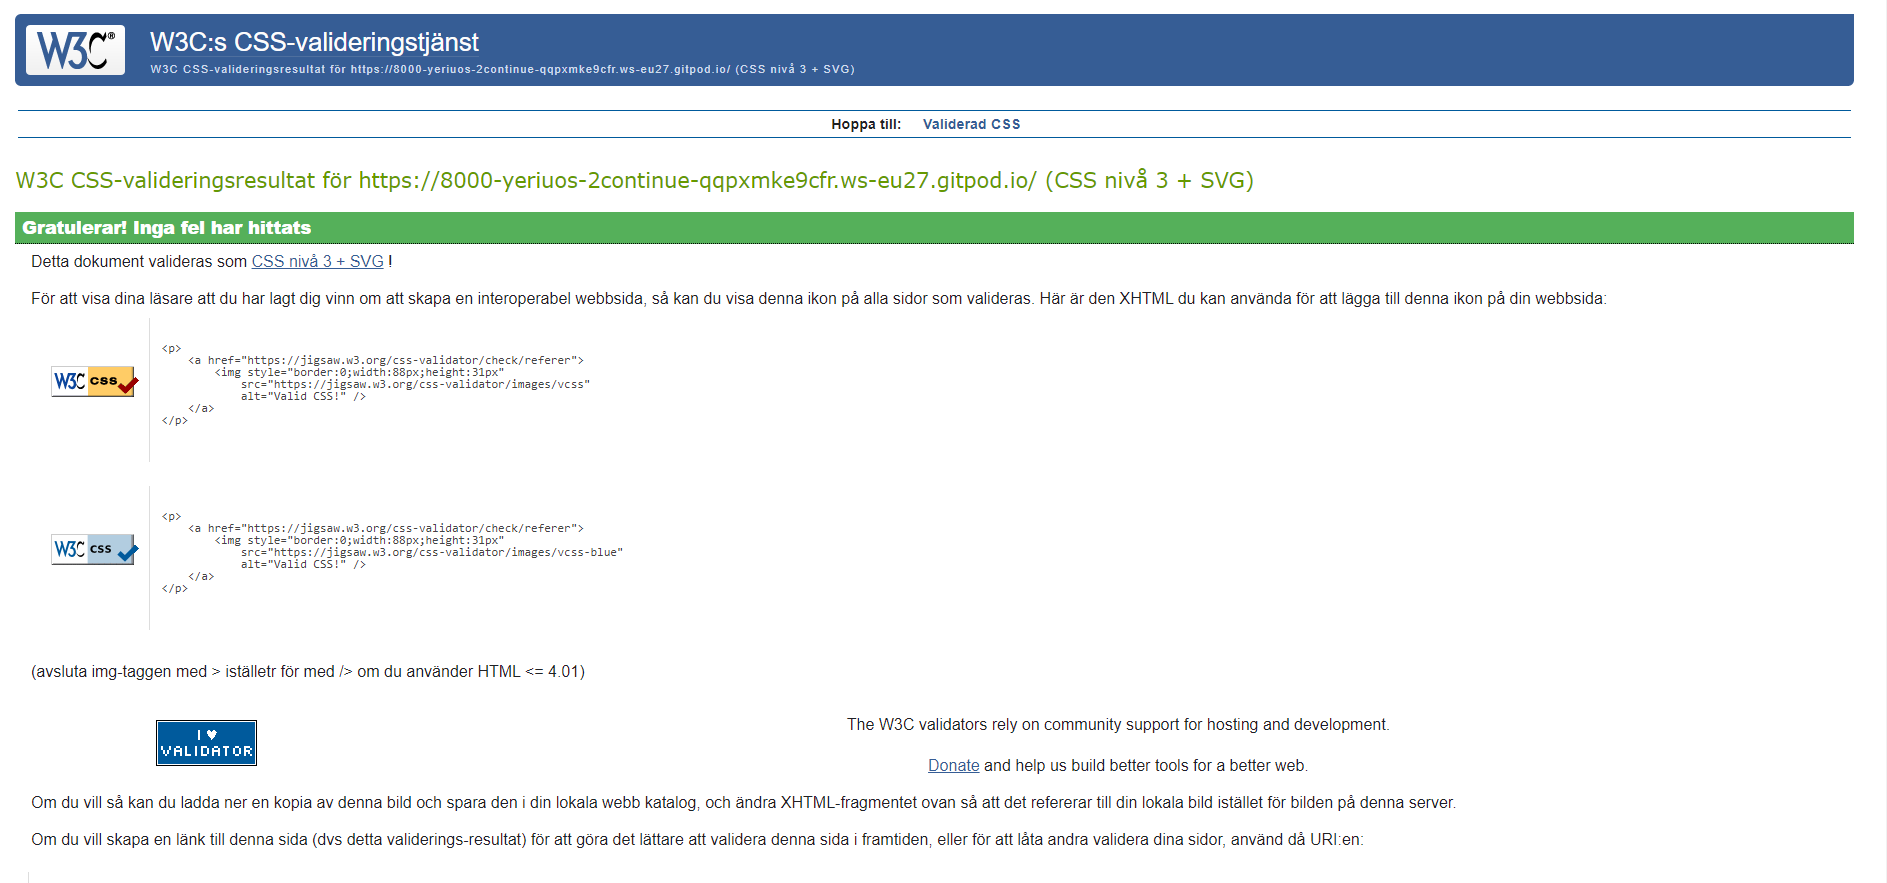 W3C®
W3C:s CSS-valideringstjänst
W3C CSS-valideringsresultat för https://8000-yeriuos-2continue-qqpxmke9cfr.ws-eu27.gitpod.io/ (CSS nivå 3 + SVG)
Hoppa till: Validerad CSS
W3C CSS-valideringsresultat för https://8000-yeriuos-2continue-qqpxmke9cfr.ws-eu27.gitpod.io/ (CSS nivå 3 + SVG)
Gratulerar! Inga fel har hittats
Detta dokument valideras som CSS nivå 3 + SVG !
För att visa dina läsare att du har lagt dig vinn om att skapa en interoperabel webbsida, så kan du visa denna ikon på alla sidor som valideras. Här är den XHTML du kan använda för att lägga till denna ikon på din webbsida:
W3C css
<p>
<a href="https://jigsaw.w3.org/css-validator/check/referer">
<img style="border:0;width:88px;height:31px"
src="https://jigsaw.w3.org/css-validator/images/vcss"
alt="Valid CSS!" />
</a>
</p>
W3C css
<p>
<a href="https://jigsaw.w3.org/css-validator/check/referer">
<img style="border:0;width:88px;height:31px"
src="https://jigsaw.w3.org/css-validator/images/vcss-blue"
alt="Valid CSS!" />
</a>
</p>
(avsluta img-taggen med > iställetr för med /> om du använder HTML <= 4.01)
I ♥
VALIDATOR
The W3C validators rely on community support for hosting and development.
Donate and help us build better tools for a better web.
Om du vill så kan du ladda ner en kopia av denna bild och spara den i din lokala webb katalog, och ändra XHTML-fragmentet ovan så att det refererar till din lokala bild istället för bilden på denna server.
Om du vill skapa en länk till denna sida (dvs detta validerings-resultat) för att göra det lättare att validera denna sida i framtiden, eller för att låta andra validera dina sidor, använd då URI:en: